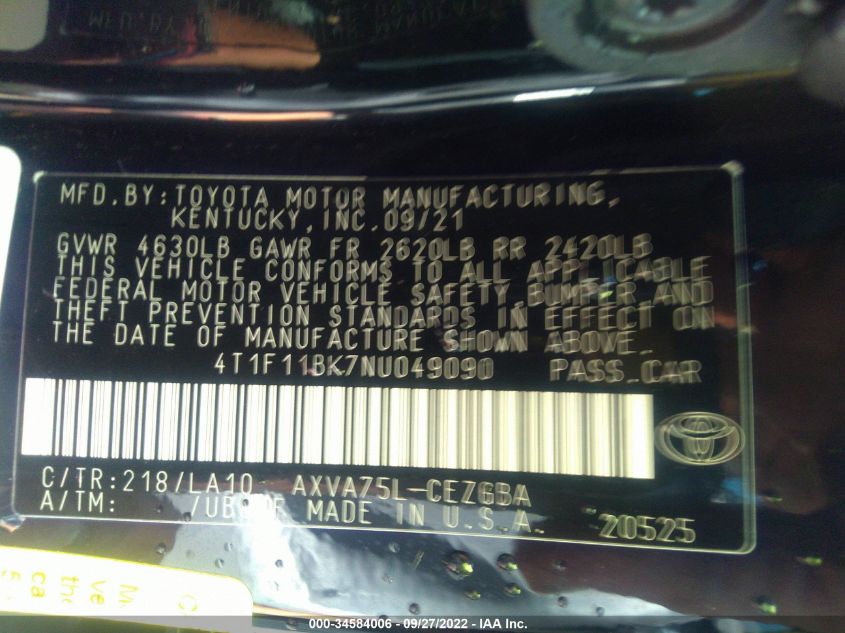 MFD. BY: TOYOTA MOTOR MANUFACTURING,
KENTUCKY, INC. 09/21
GVWR 4630LB GAWR FR 2620LB RR 2420LB
THIS VEHICLE CONFORMS TO ALL APPLICABLE
FEDERAL MOTOR VEHICLE SAFETY, BUMPER, AND
THEFT PREVENTION STANDARDS IN EFFECT ON
THE DATE OF MANUFACTURE SHOWN ABOVE.
4T1F11BK7NU049090 PASS. CAR
C/TR: 218/LA10 AXVA75L-CEZGBA
A/TM: MADE IN U.S.A. 20525
M
ve
the
ca
C
000-34584006 - 09/27/2022 - IAA Inc.